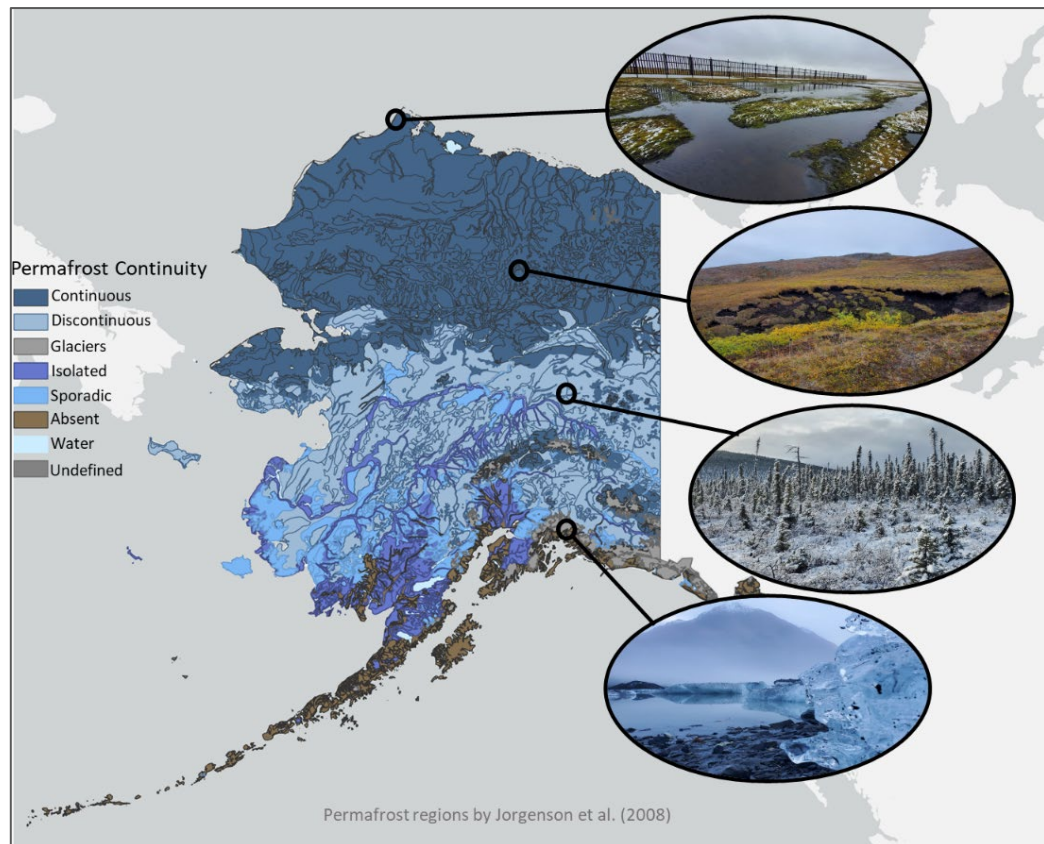 Permafrost Continuity
Continuous
Discontinuous
Glaciers
Isolated
Sporadic
Absent
Water
Undefined
Permafrost regions by Jorgenson et al. (2008)